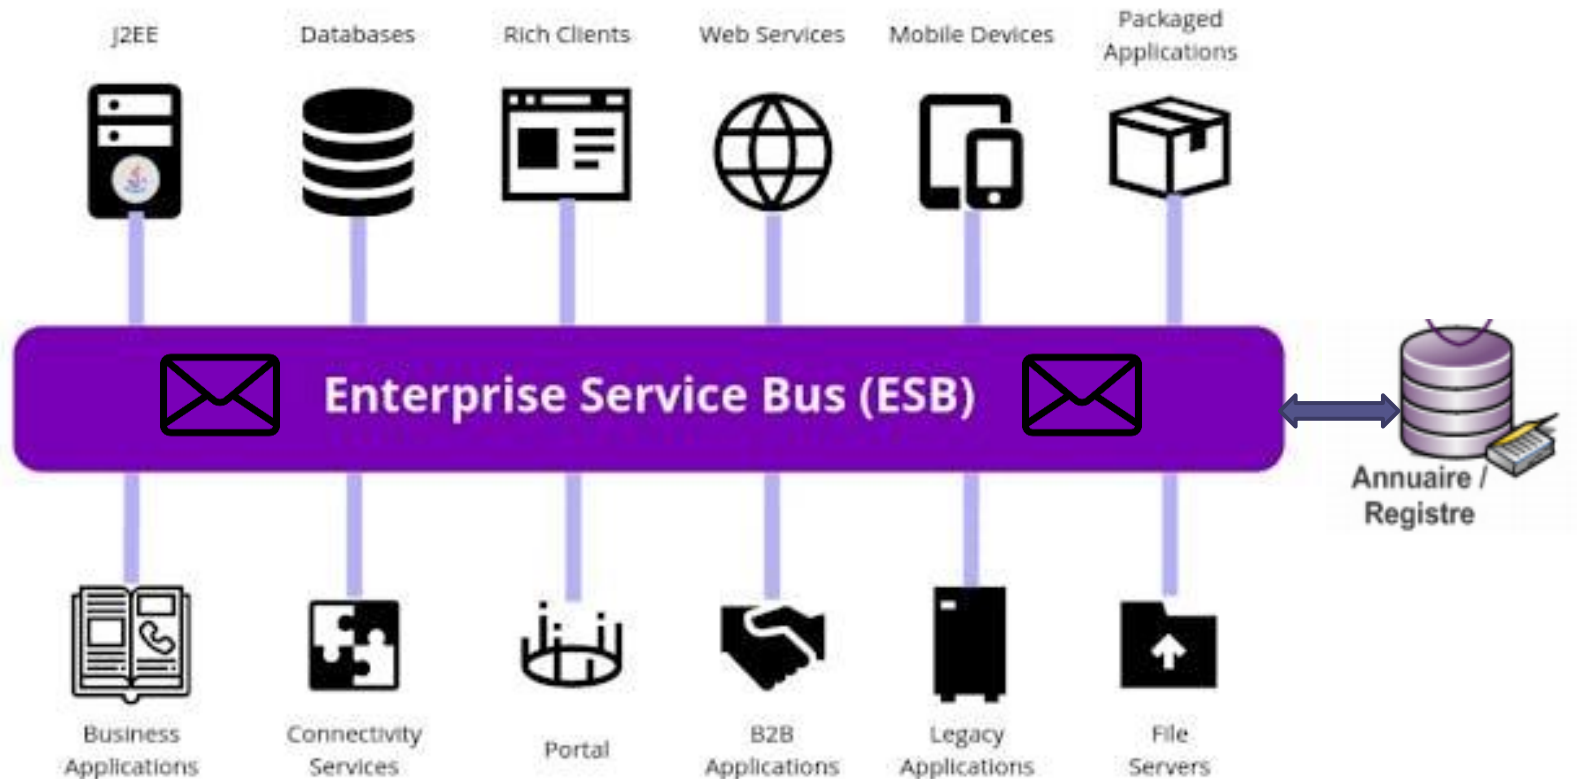 J2EE
Databases
Rich Clients
Web Services
Mobile Devices
Packaged
Applications
Enterprise Service Bus (ESB)
Annuaire /
Registre
Business
Applications
Connectivity
Services
Portal
B2B
Applications
Legacy
Applications
File
Servers